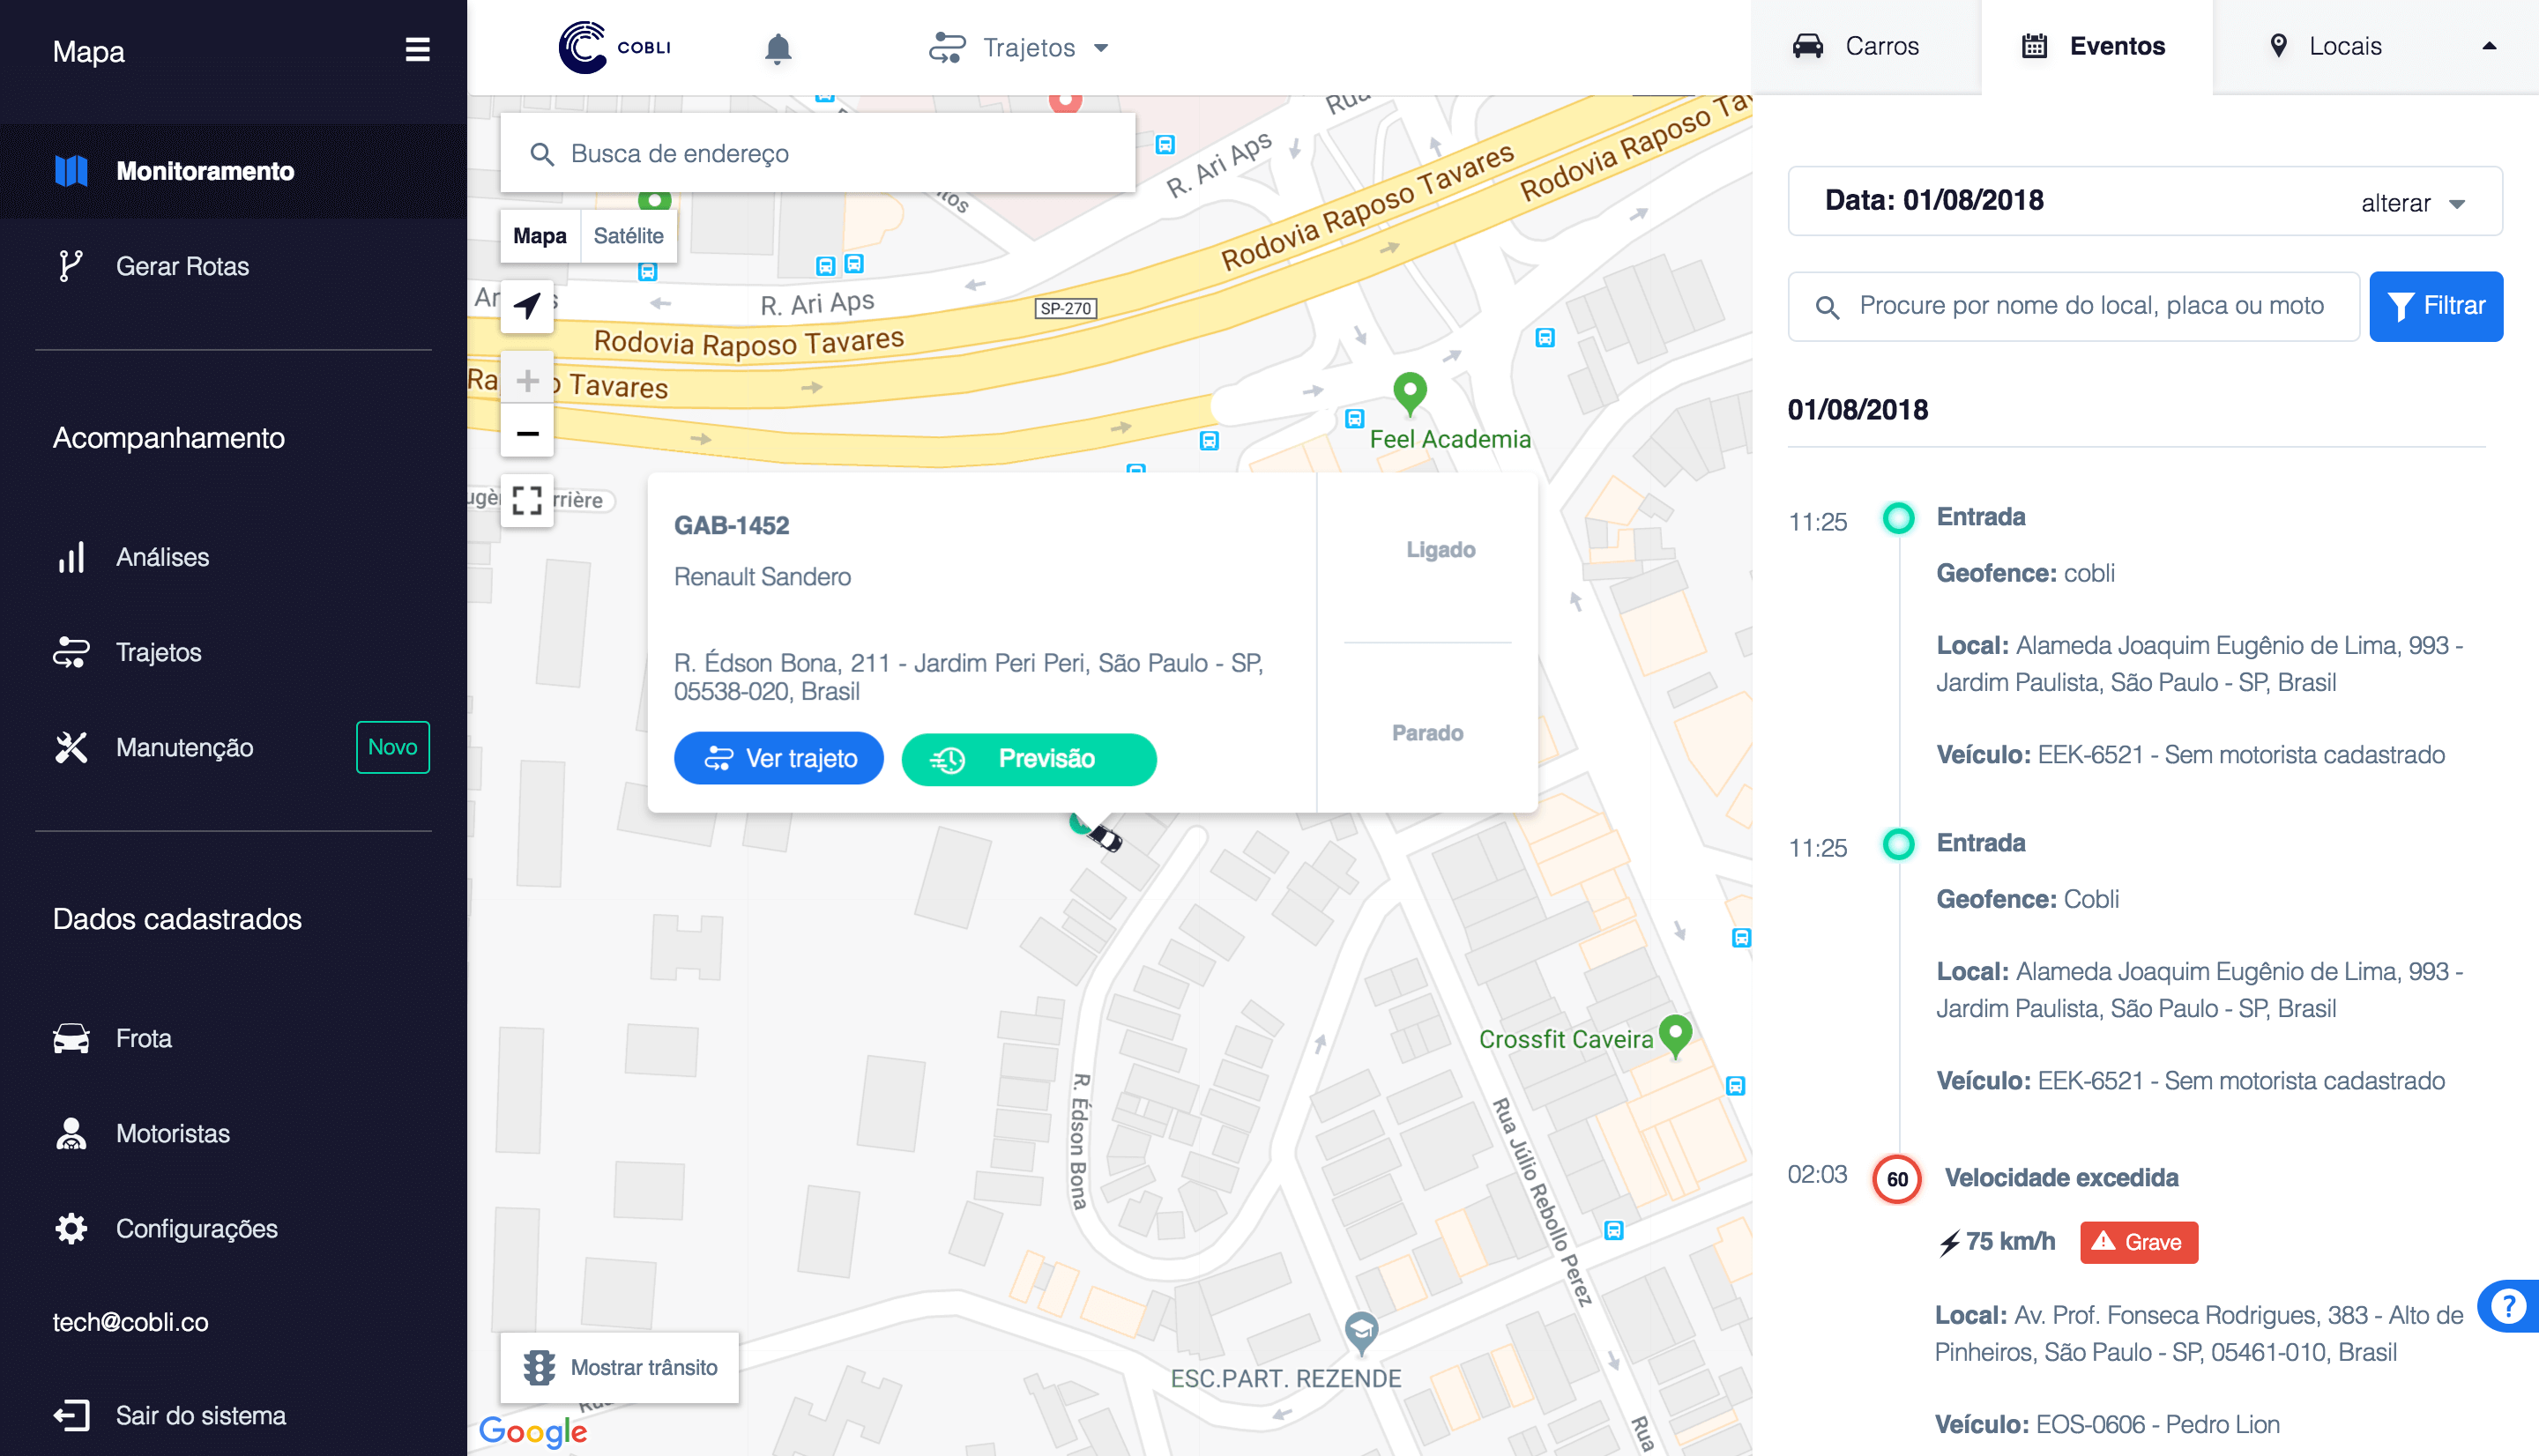 Mapa
Monitoramento
Gerar Rotas
Acompanhamento
Análises
Trajetos
Manutenção
Novo
Dados cadastrados
Frota
Motoristas
Configurações
tech@cobli.co
Sair do sistema
COBLI
Trajetos
Busca de endereço
Mapa
Satélite
R. Ari Aps
Rua
Rodovia Raposo Tavares
Rodovia Raposo Ta
R. Ari Aps
SP-270
Rodovia Raposo Tavares
Tavares
Feel Academia
rrière
GAB-1452
Renault Sandero
R. Édson Bona, 211 - Jardim Peri Peri, São Paulo - SP,
05538-020, Brasil
Ver trajeto
Previsão
Ligado
Parado
Crossfit Caveira
R. Édson Bona
Rua Júlio Rebollo Perez
ESC.PART. REZENDE
Rua
Mostrar trânsito
Google
Carros
Eventos
Locais
Data: 01/08/2018
alterar
Procure por nome do local, placa ou moto
Filtrar
01/08/2018
11:25
Entrada
Geofence: cobli
Local: Alameda Joaquim Eugênio de Lima, 993 -
Jardim Paulista, São Paulo - SP, Brasil
Veículo: EEK-6521 - Sem motorista cadastrado
11:25
Entrada
Geofence: Cobli
Local: Alameda Joaquim Eugênio de Lima, 993 -
Jardim Paulista, São Paulo - SP, Brasil
Veículo: EEK-6521 - Sem motorista cadastrado
02:03
60
Velocidade excedida
75 km/h
Grave
Local: Av. Prof. Fonseca Rodrigues, 383 - Alto de
Pinheiros, São Paulo - SP, 05461-010, Brasil
Veículo: EOS-0606 - Pedro Lion
?